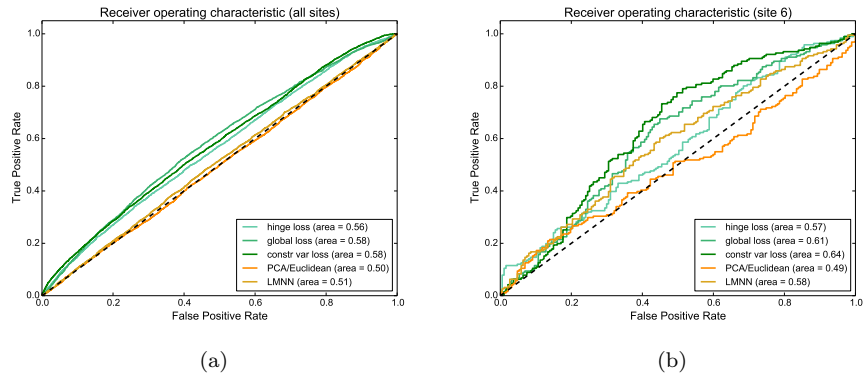 Receiver operating characteristic (all sites)
True Positive Rate
1.0
0.8
0.6
0.4
0.2
0.0
0.0 0.2 0.4 0.6 0.8 1.0
False Positive Rate
hinge loss (area = 0.56)
global loss (area = 0.58)
constr var loss (area = 0.58)
PCA/Euclidean (area = 0.50)
LMNN (area = 0.51)
(a)
Receiver operating characteristic (site 6)
True Positive Rate
1.0
0.8
0.6
0.4
0.2
0.0
0.0 0.2 0.4 0.6 0.8 1.0
False Positive Rate
hinge loss (area = 0.57)
global loss (area = 0.61)
constr var loss (area = 0.64)
PCA/Euclidean (area = 0.49)
LMNN (area = 0.58)
(b)